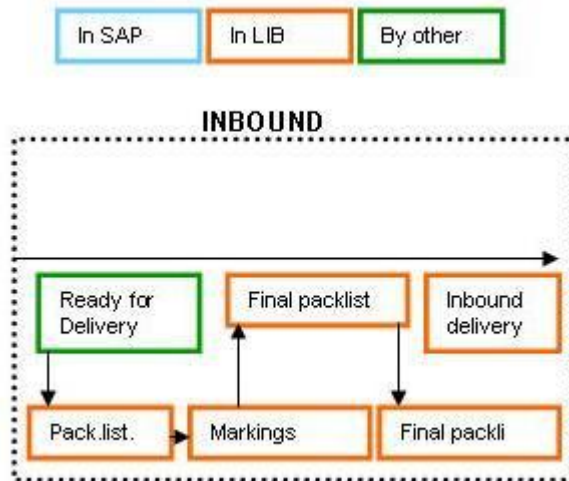 In SAP
In LIB
By other
INBOUND
Ready for
Delivery
Final packlist
Inbound
delivery
Pack.list.
Markings
Final packli